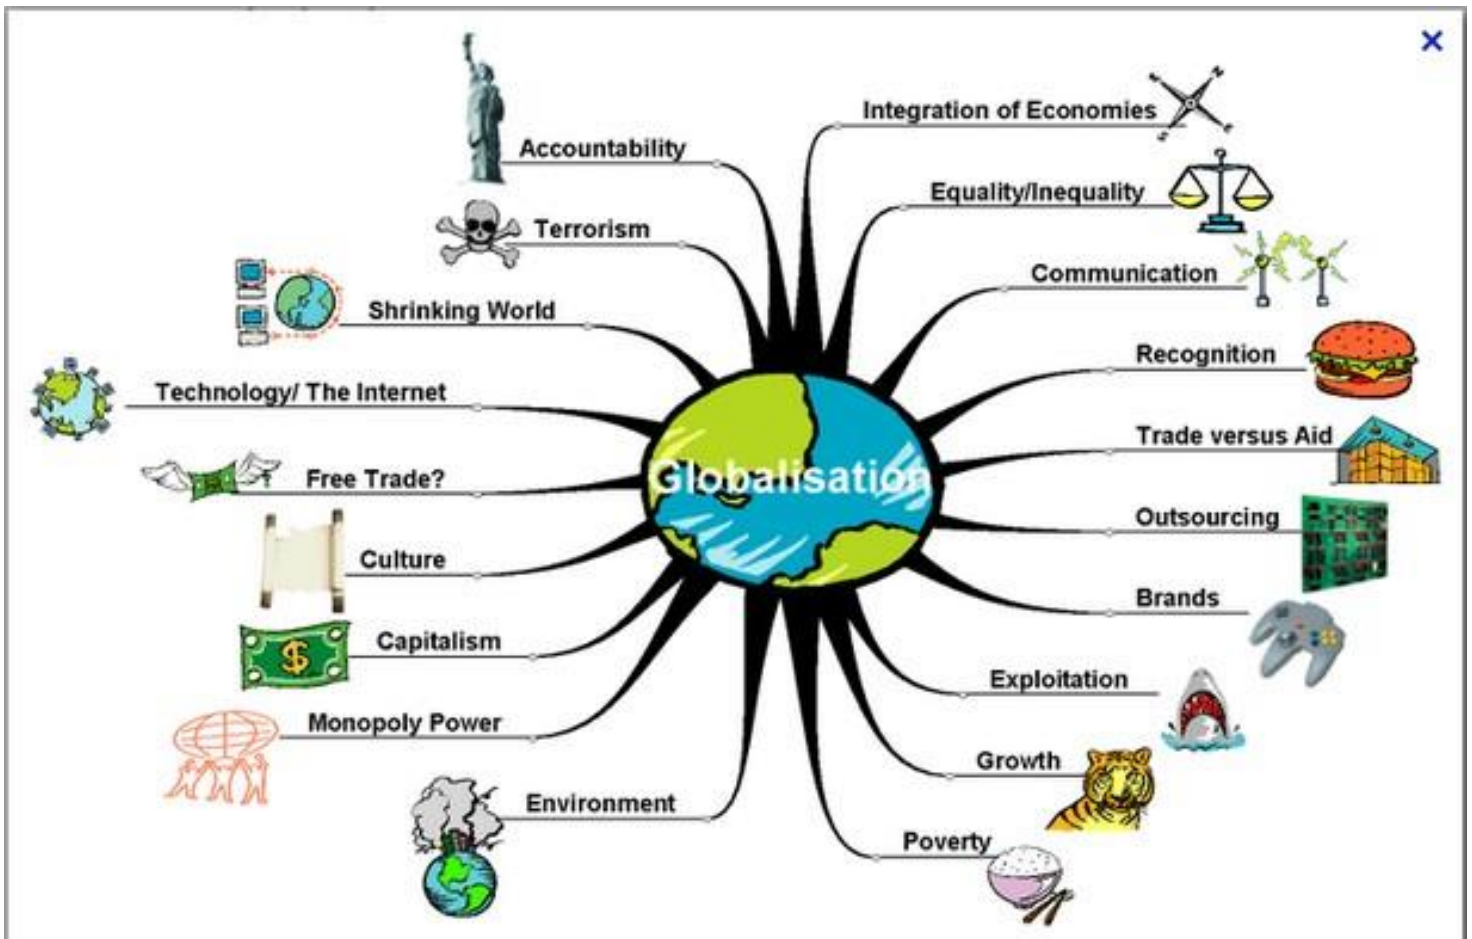 Accountability
Terrorism
Shrinking World
Technology/ The Internet
Free Trade?
Culture
Capitalism
Monopoly Power
Environment
Globalisation
Integration of Economies
N
E
S
Equality/Inequality
Communication
Recognition
Trade versus Aid
Outsourcing
Brands
Exploitation
Growth
Poverty
$